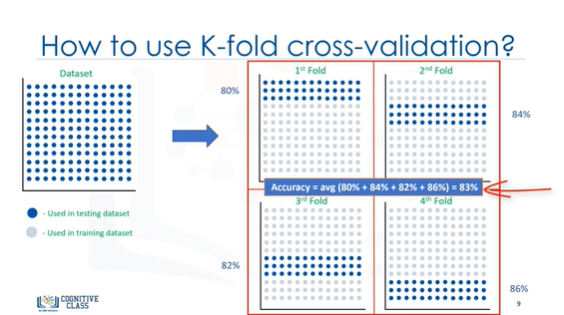 How to use K-fold cross-validation?
Dataset
- Used in testing dataset
- Used in training dataset
1st Fold
80%
2nd Fold
84%
Accuracy = avg (80% + 84% + 82% + 86%) = 83%
3rd Fold
82%
4th Fold
86%
COGNITIVE
CLASS
9